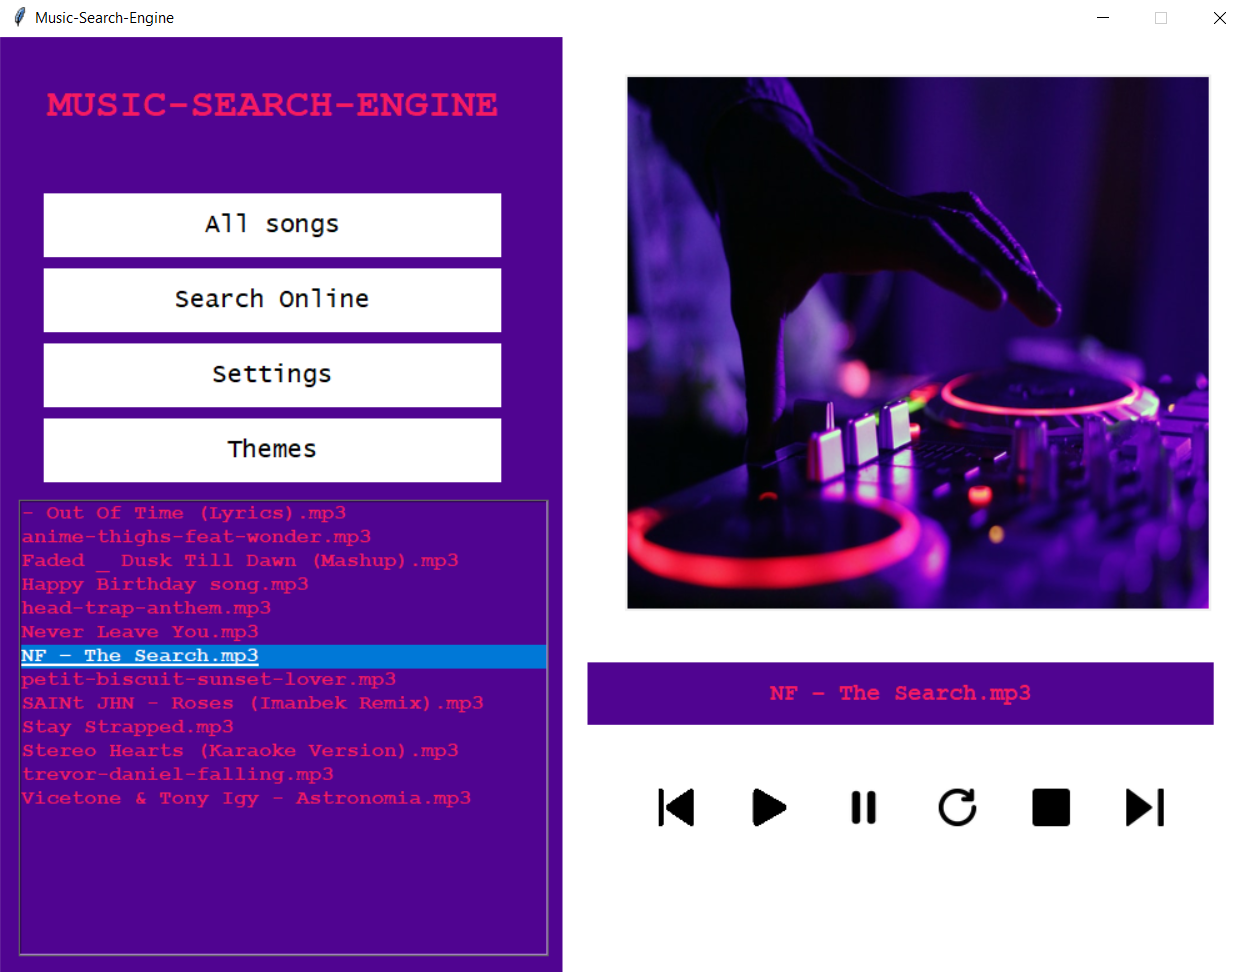 Music-Search-Engine
MUSIC-SEARCH-ENGINE
All songs
Search Online
Settings
Themes
- Out Of Time (Lyrics).mp3
anime-thighs-feat-wonder.mp3
Faded _ Dusk Till Dawn (Mashup).mp3
Happy Birthday song.mp3
head-trap-anthem.mp3
Never Leave You.mp3
NF - The Search.mp3
petit-biscuit-sunset-lover.mp3
SAINt JHN - Roses (Imanbek Remix).mp3
Stay Strapped.mp3
Stereo Hearts (Karaoke Version).mp3
trevor-daniel-falling.mp3
Vicetone & Tony Igy - Astronomia.mp3
NF - The Search.mp3